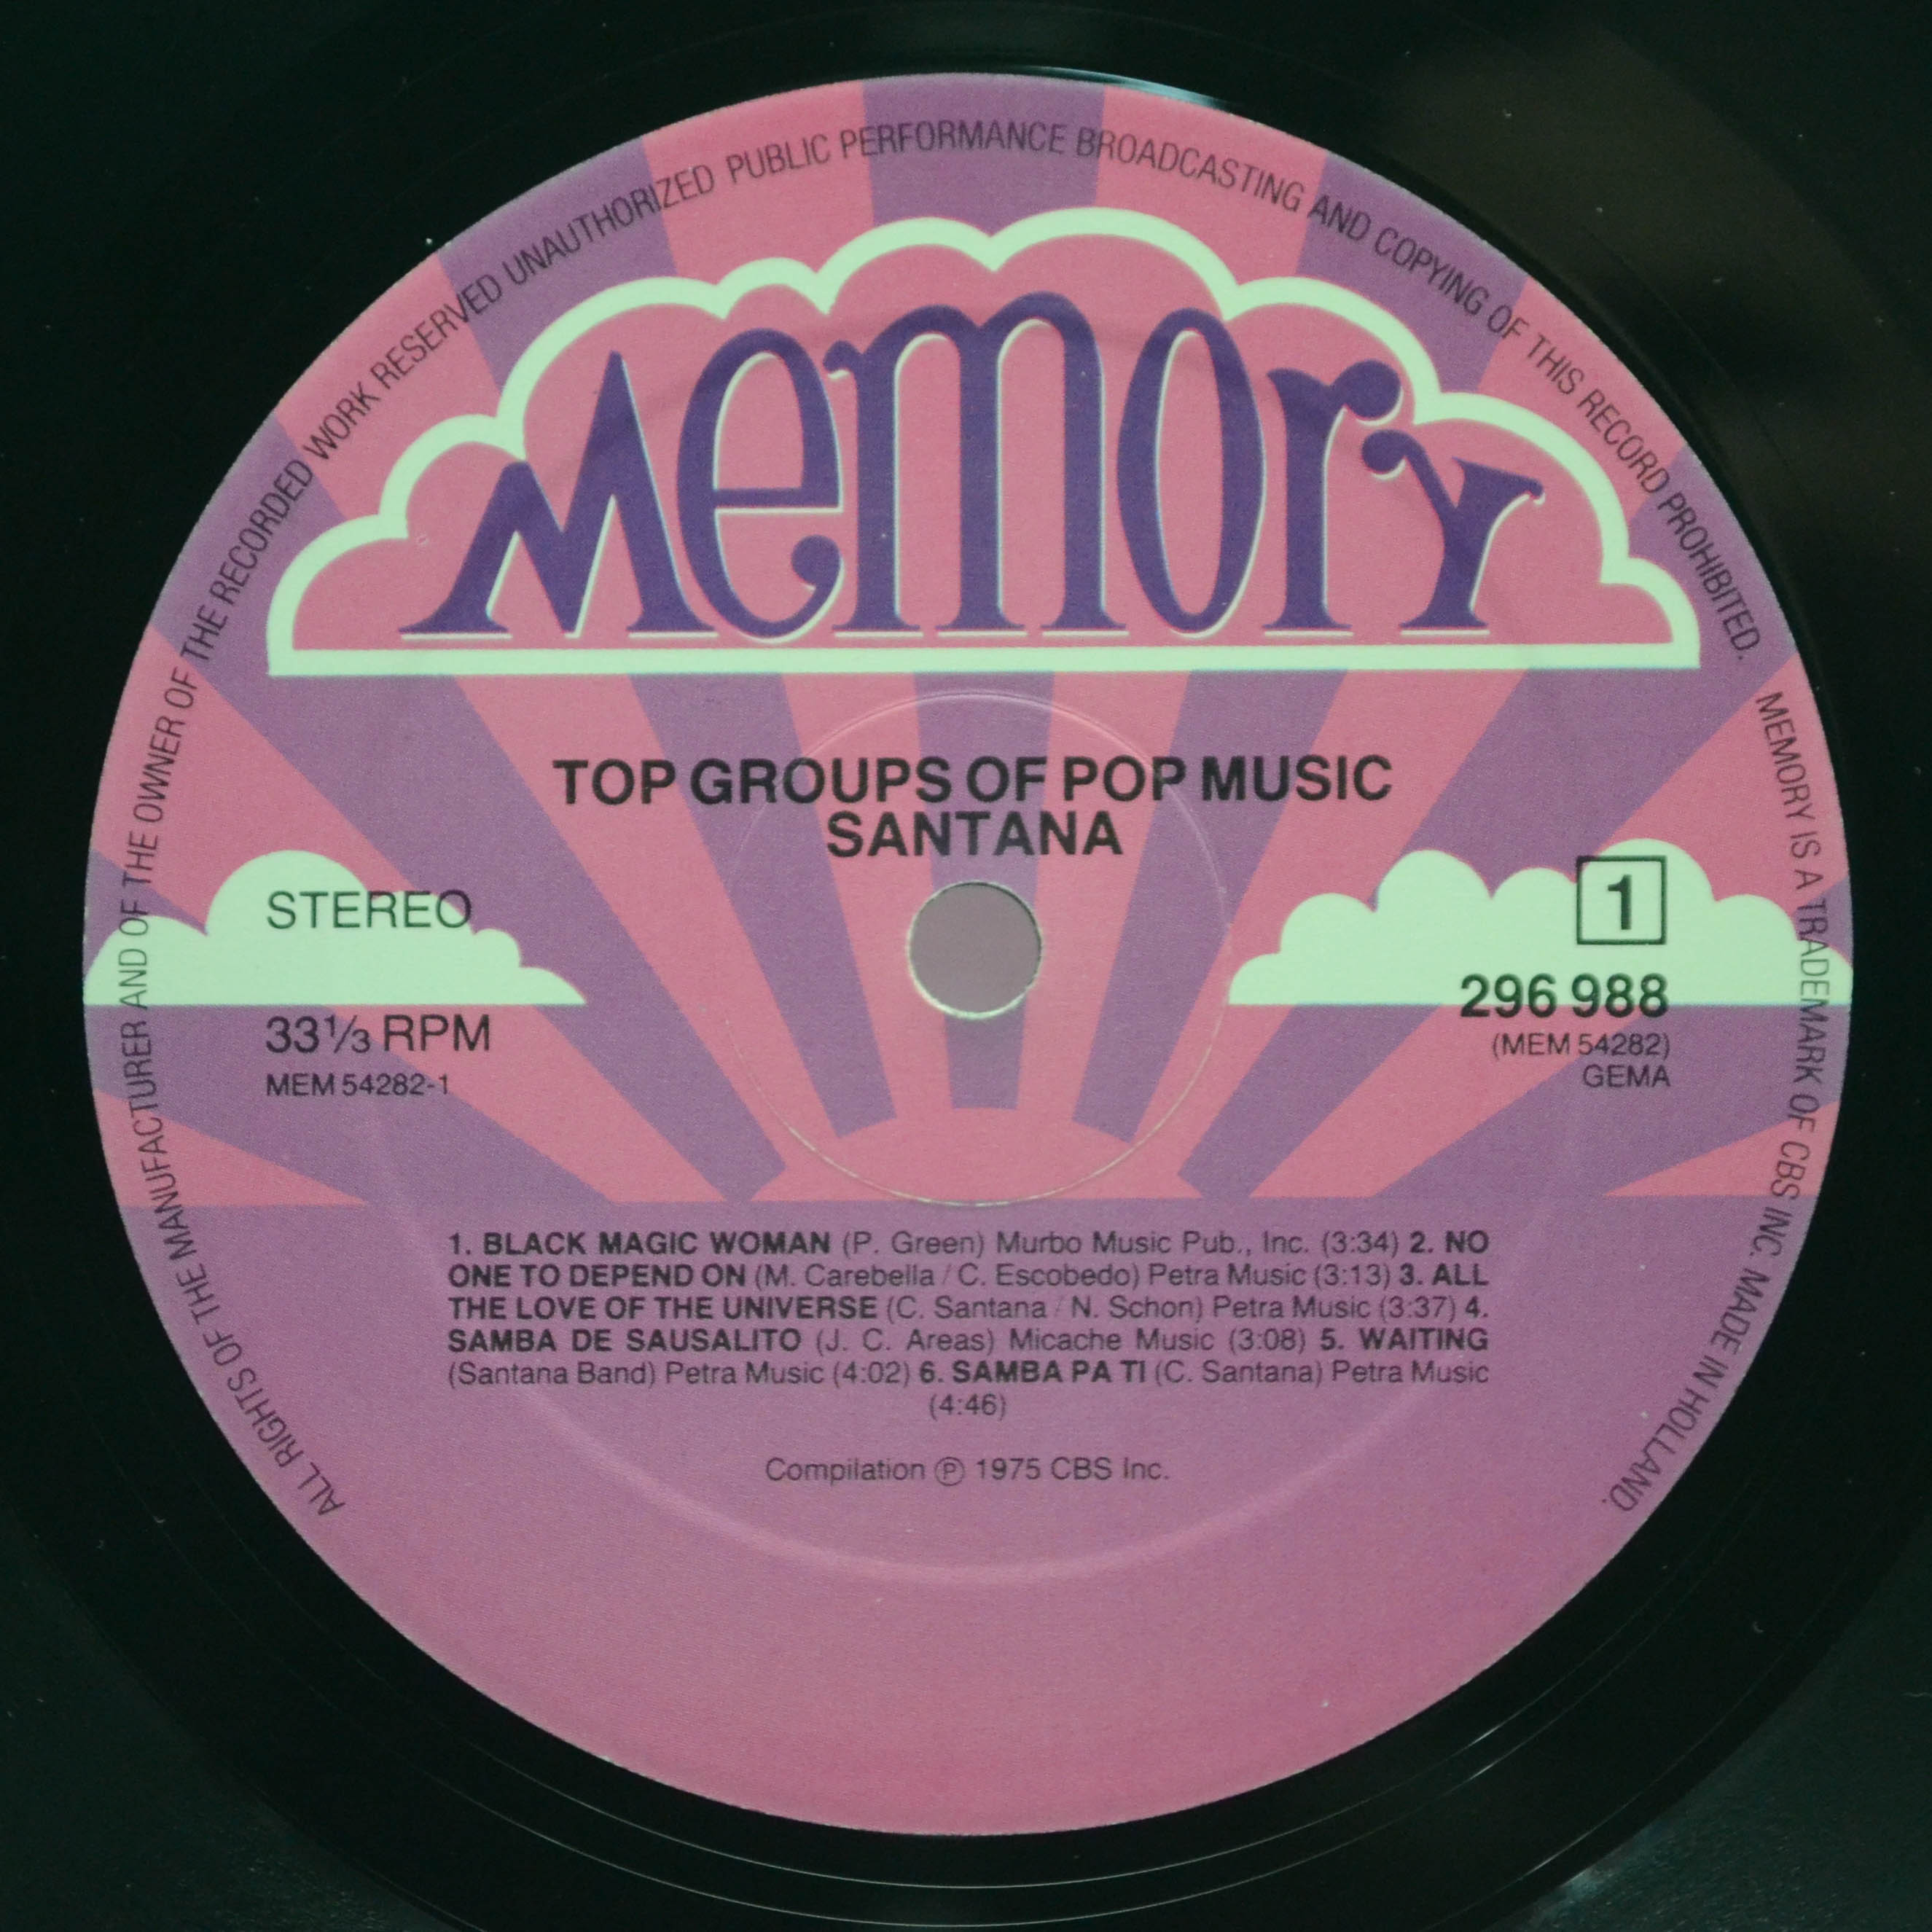 ALL RIGHTS OF THE MANUFACTURER AND OF THE OWNER OF THE RECORDED WORK RESERVED UNAUTHORIZED PUBLIC PERFORMANCE BROADCASTING AND COPYING OF THIS RECORD PROHIBITED. MEMORY IS A TRADEMARK OF CBS INC. MADE IN HOLLAND.
Memory
TOP GROUPS OF POP MUSIC
SANTANA
STEREO
1
33⅓ RPM
MEM 54282-1
296 988
(MEM 54282)
GEMA
1. BLACK MAGIC WOMAN (P. Green) Murbo Music Pub., Inc. (3:34) 2. NO
ONE TO DEPEND ON (M. Carebella / C. Escobedo) Petra Music (3:13) 3. ALL
THE LOVE OF THE UNIVERSE (C. Santana / N. Schon) Petra Music (3:37) 4.
SAMBA DE SAUSALITO (J. C. Areas) Micache Music (3:08) 5. WAITING
(Santana Band) Petra Music (4:02) 6. SAMBA PA TI (C. Santana) Petra Music
(4:46)
Compilation ℗ 1975 CBS Inc.